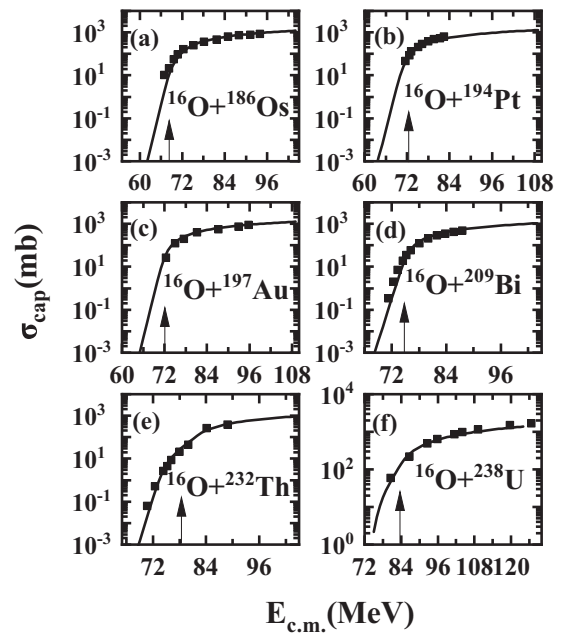 (a)
10³
10¹
10⁻¹
10⁻³
¹⁶O+¹⁸⁶Os
60 72 84 96
(b)
10³
10¹
10⁻¹
10⁻³
¹⁶O+¹⁹⁴Pt
60 72 84 96 108
(c)
10³
10¹
10⁻¹
10⁻³
¹⁶O+¹⁹⁷Au
60 72 84 96 108
(d)
10³
10¹
10⁻¹
10⁻³
¹⁶O+²⁰⁹Bi
72 84 96
(e)
10³
10¹
10⁻¹
10⁻³
¹⁶O+²³²Th
72 84 96
(f)
10⁴
10²
10⁰
¹⁶O+²³⁸U
72 84 96 108 120
σcap(mb)
Ec.m.(MeV)